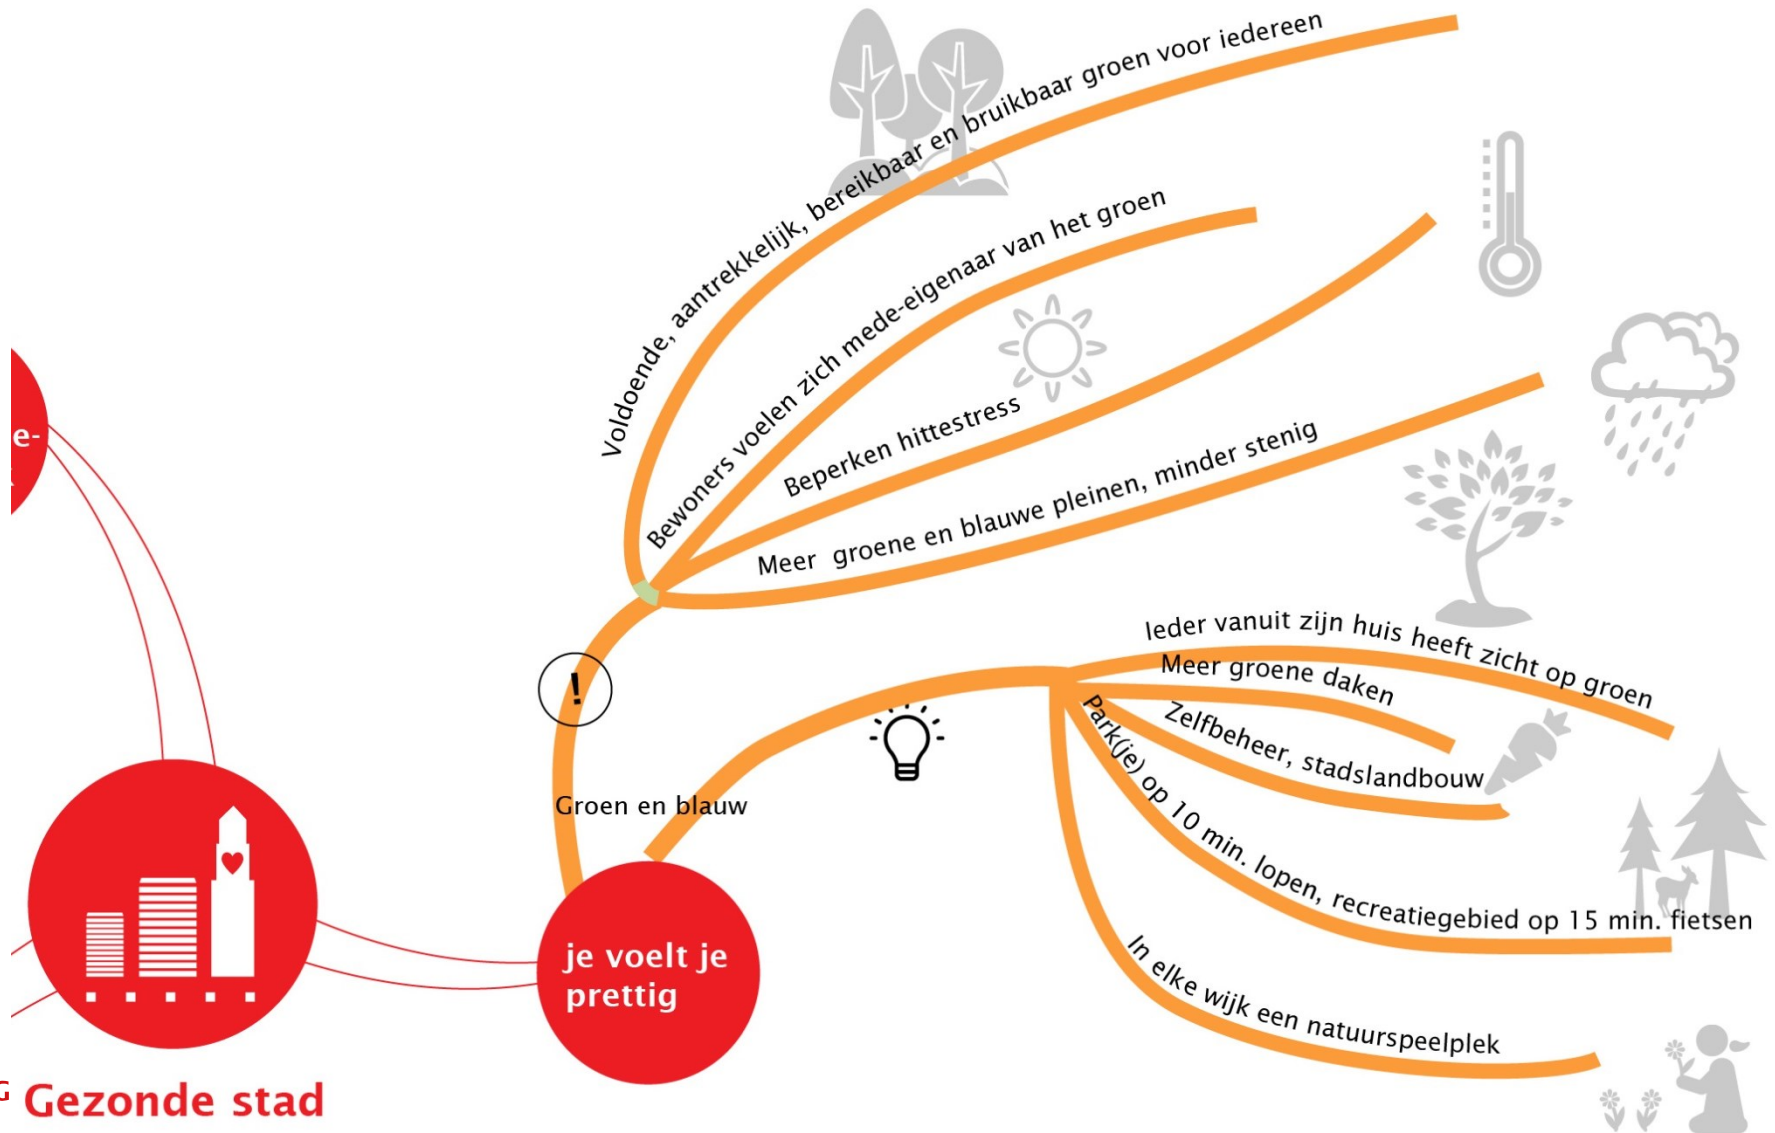 Voldoende, aantrekkelijk, bereikbaar en bruikbaar groen voor iedereen
Bewoners voelen zich mede-eigenaar van het groen
Beperken hittestress
Meer groene en blauwe pleinen, minder stenig
e-
!
Ieder vanuit zijn huis heeft zicht op groen
Meer groene daken
Zelfbeheer, stadslandbouw
Park(je) op 10 min. lopen, recreatiegebied op 15 min. fietsen
In elke wijk een natuurspeelplek
Groen en blauw
je voelt je
prettig
G
Gezonde stad